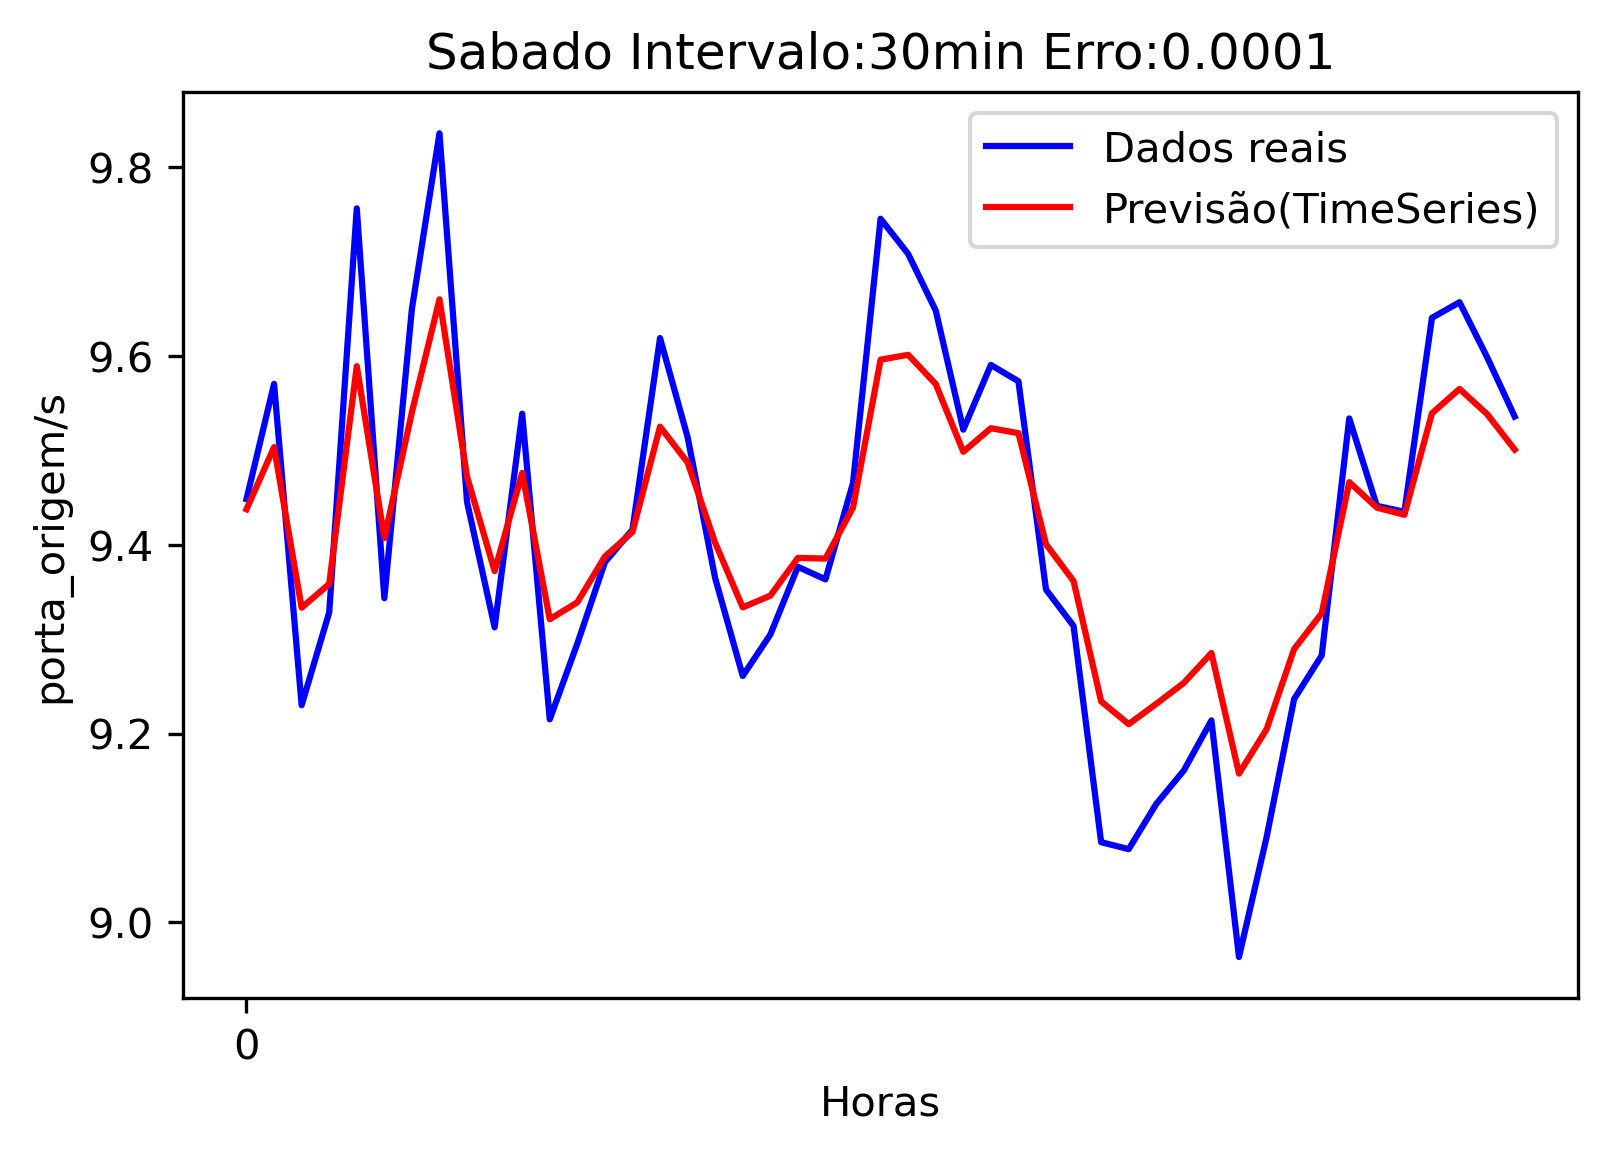 Sabado Intervalo:30min Erro:0.0001
Dados reais
Previsão(TimeSeries)
9.8
9.6
9.4
9.2
9.0
porta_origem/s
0
Horas